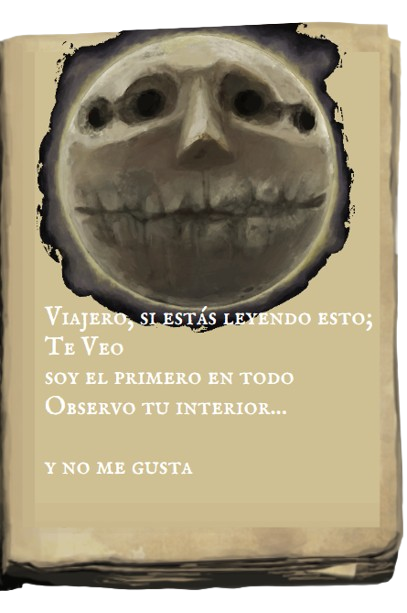 Viajero, si estás leyendo esto;
Te Veo
soy el primero en todo
Observo tu interior...
y no me gusta